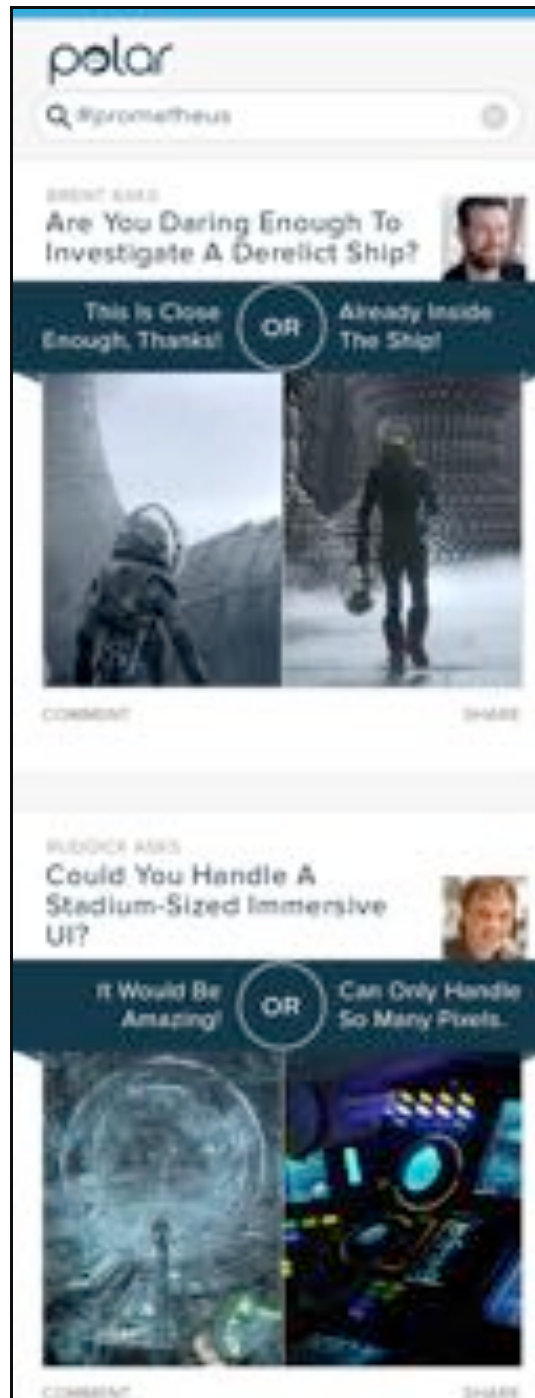 polar
#prometheus
BRENT ASKS
Are You Daring Enough To
Investigate A Derelict Ship?
This Is Close
Enough, Thanks!
OR
Already Inside
The Ship!
COMMENT
SHARE
RUDDICK ASKS
Could You Handle A
Stadium-Sized Immersive
UI?
It Would Be
Amazing!
OR
Can Only Handle
So Many Pixels.
COMMENT
SHARE